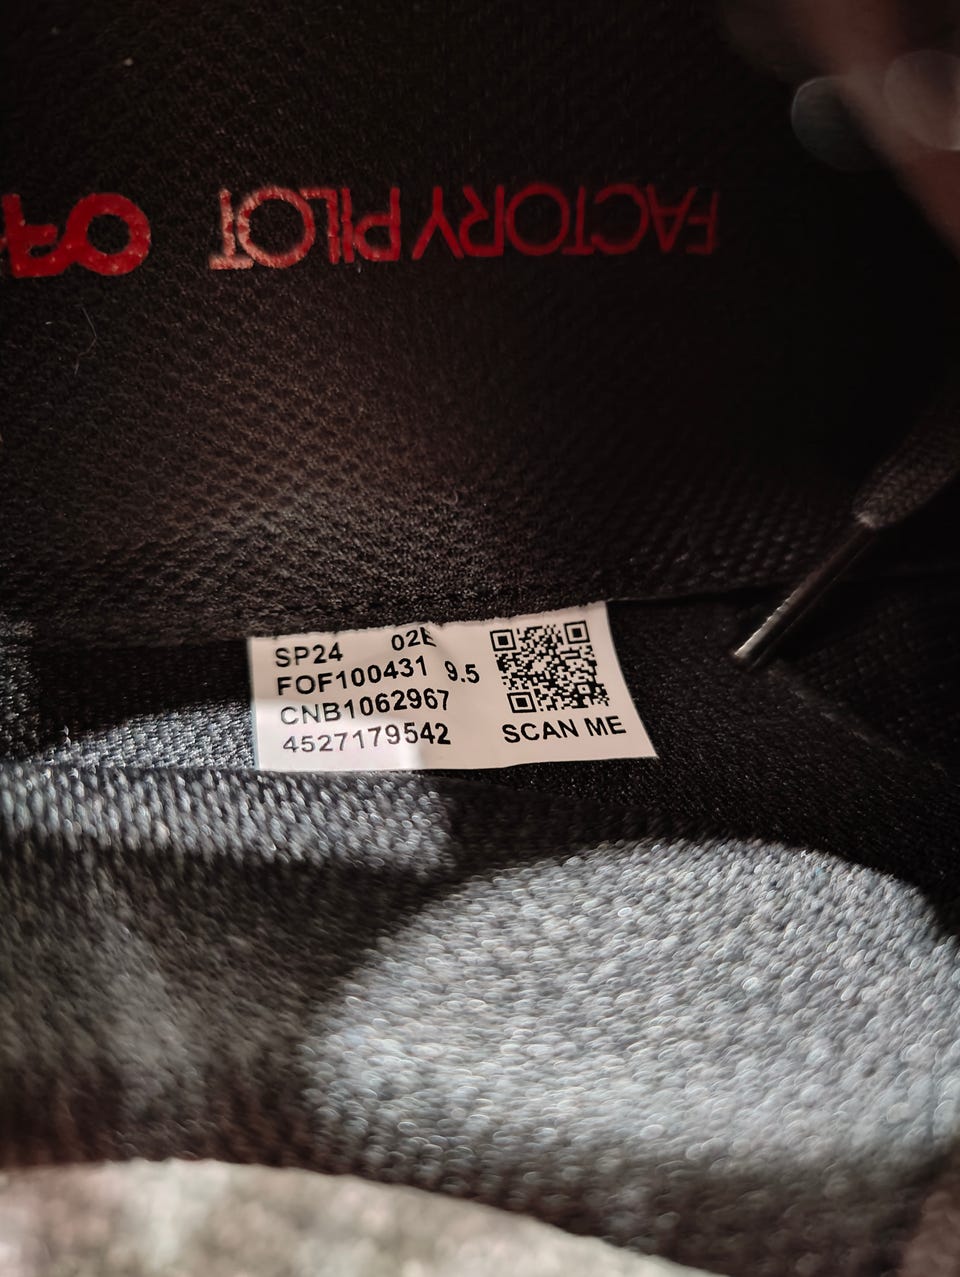 FACTORY PILOT
SP24 02E
FOF100431 9.5
CNB1062967
4527179542
SCAN ME